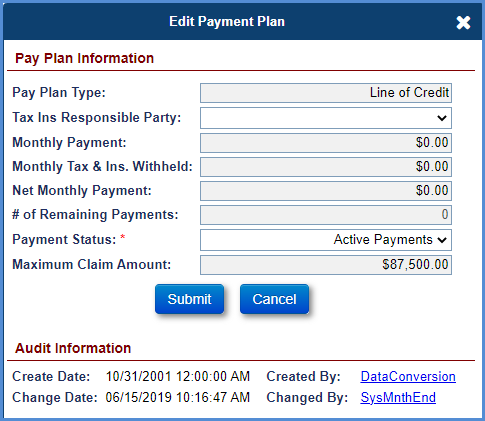 Edit Payment Plan
Pay Plan Information
Pay Plan Type: Line of Credit
Tax Ins Responsible Party:
Monthly Payment: $0.00
Monthly Tax & Ins. Withheld: $0.00
Net Monthly Payment: $0.00
# of Remaining Payments: 0
Payment Status: * Active Payments
Maximum Claim Amount: $87,500.00
Submit Cancel
Audit Information
Create Date: 10/31/2001 12:00:00 AM Created By: DataConversion
Change Date: 06/15/2019 10:16:47 AM Changed By: SysMnthEnd